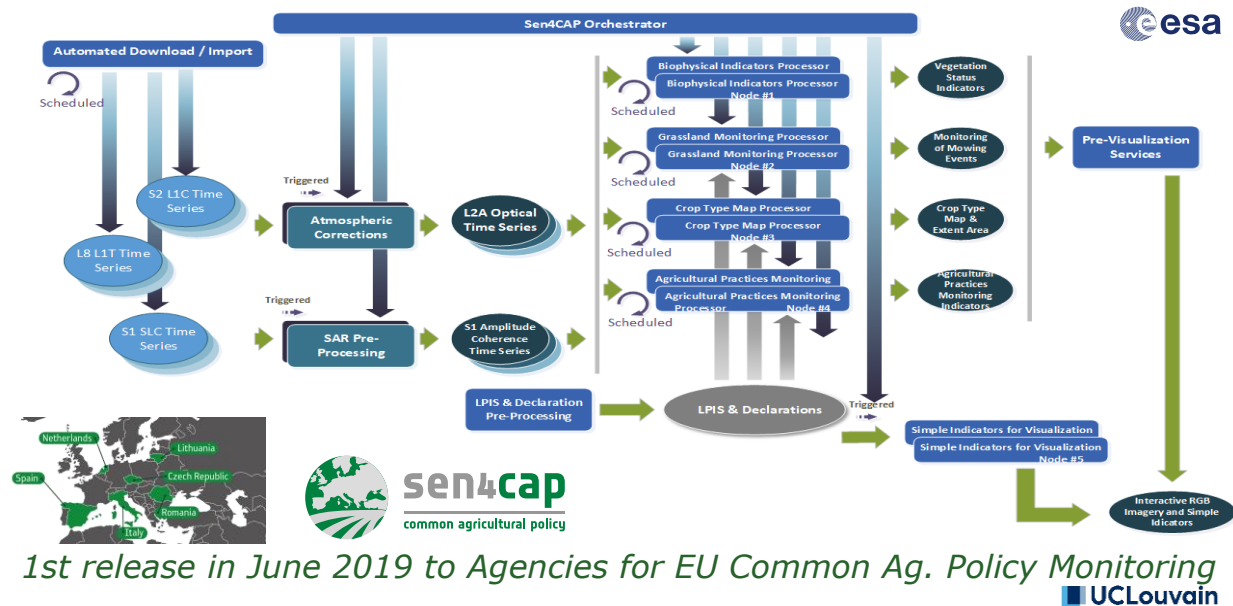 Sen4CAP Orchestrator
esa
Automated Download / Import
Scheduled
S2 L1C Time
Series
L8 L1T Time
Series
S1 SLC Time
Series
Triggered
Atmospheric
Corrections
Triggered
SAR Pre-
Processing
L2A Optical
Time Series
S1 Amplitude
Coherence
Time Series
Scheduled
Biophysical Indicators Processor
Biophysical Indicators Processor
Node #1
Scheduled
Grassland Monitoring Processor
Grassland Monitoring Processor
Node #2
Scheduled
Crop Type Map Processor
Crop Type Map Processor
Node #3
Scheduled
Agricultural Practices Monitoring
Agricultural Practices Monitoring
Processor Node #4
Vegetation
Status
Indicators
Monitoring
of Mowing
Events
Crop Type
Map &
Extent Area
Agricultural
Practices
Monitoring
Indicators
Pre-Visualization
Services
LPIS & Declaration
Pre-Processing
LPIS & Declarations
Triggered
Simple Indicators for Visualization
Simple Indicators for Visualization
Node #5
Interactive RGB
Imagery and Simple
Idicators
Netherlands
Lithuania
Czech Republic
Spain
Romania
Italy
sen4cap
common agricultural policy
1st release in June 2019 to Agencies for EU Common Ag. Policy Monitoring
UCLouvain